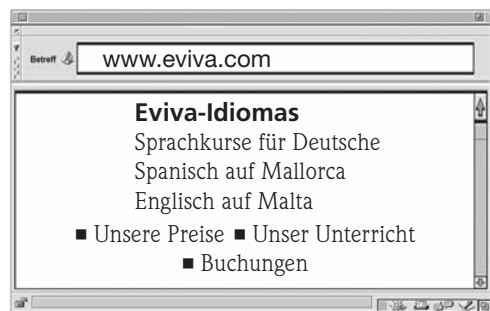 Betreff www.eviva.com
Eviva-Idiomas
Sprachkurse für Deutsche
Spanisch auf Mallorca
Englisch auf Malta
■ Unsere Preise ■ Unser Unterricht
■ Buchungen